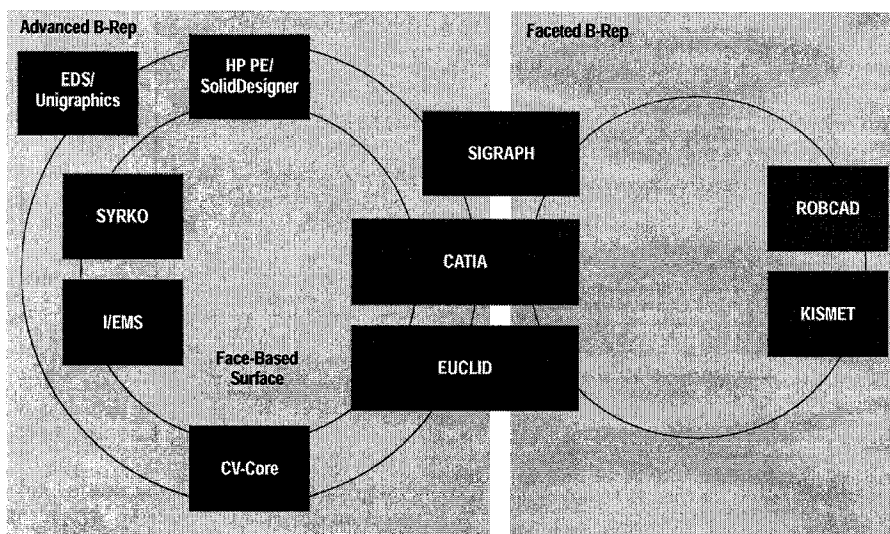 Advanced B-Rep
Faceted B-Rep
EDS/
Unigraphics
HP PE/
SolidDesigner
SIGRAPH
SYRKO
ROBCAD
CATIA
I/EMS
KISMET
Face-Based
Surface
EUCLID
CV-Core